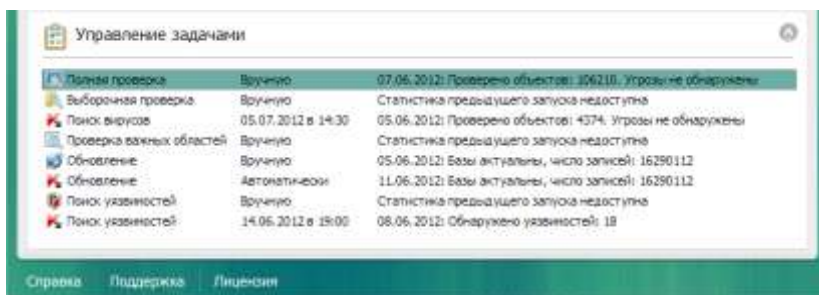 Управление задачами
Полная проверка Вручную 07.06.2012: Проверено объектов: 106210. Угрозы не обнаружены
Выборочная проверка Вручную Статистика предыдущего запуска недоступна
Поиск вирусов 05.07.2012 в 14:30 05.06.2012: Проверено объектов: 4374. Угрозы не обнаружены
Проверка важных областей Вручную Статистика предыдущего запуска недоступна
Обновление Вручную 05.06.2012: Базы актуальны, число записей: 16290112
Обновление Автоматически 11.06.2012: Базы актуальны, число записей: 16290112
Поиск уязвимостей Вручную Статистика предыдущего запуска недоступна
Поиск уязвимостей 14.06.2012 в 19:00 08.06.2012: Обнаружено уязвимостей: 18
Справка Поддержка Лицензия